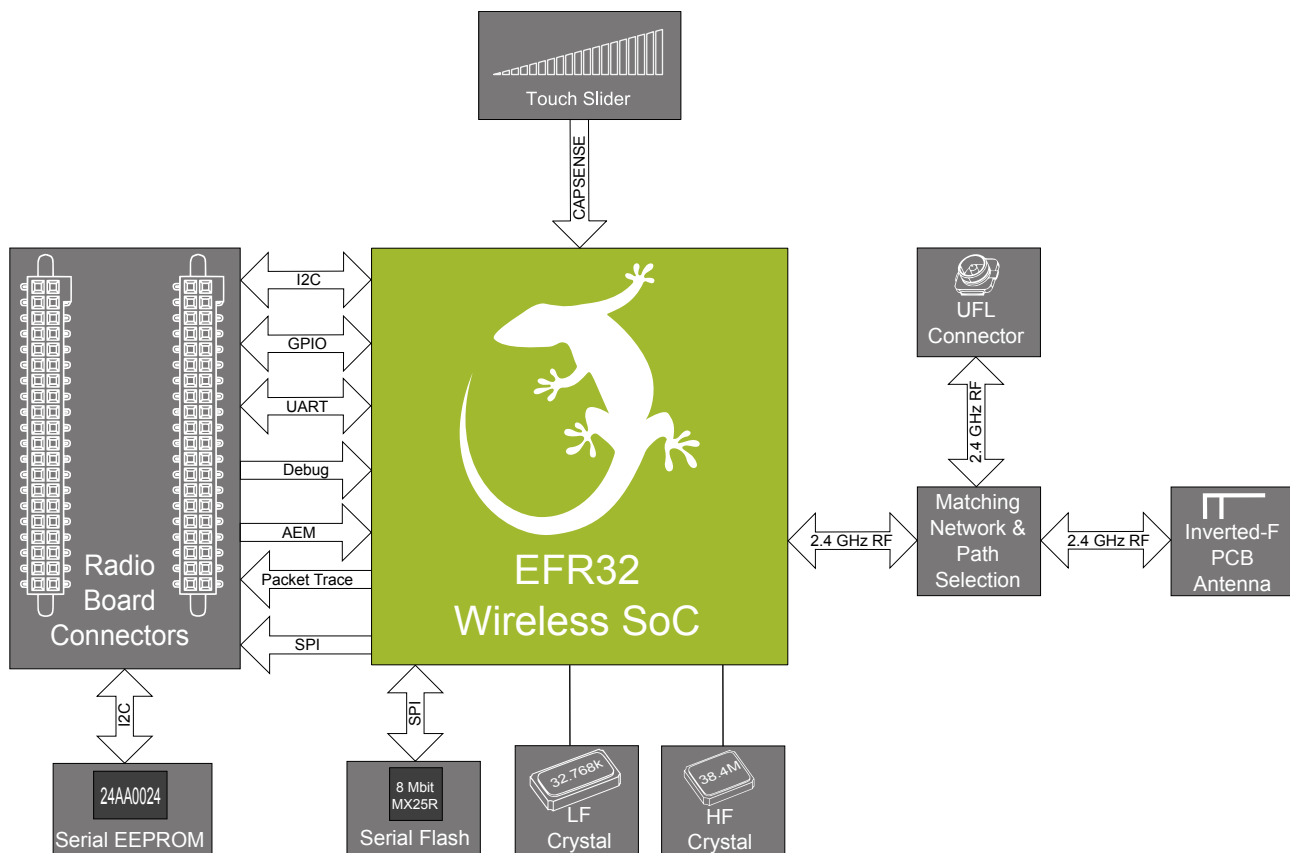 Touch Slider
CAPSENSE
I2C
GPIO
UART
Debug
AEM
Packet Trace
SPI
Radio
Board
Connectors
EFR32
Wireless SoC
UFL
Connector
2.4 GHz RF
2.4 GHz RF
Matching
Network &
Path
Selection
2.4 GHz RF
Inverted-F
PCB
Antenna
I2C
SPI
24AA0024
Serial EEPROM
8 Mbit
MX25R
Serial Flash
32.768k
LF
Crystal
38.4M
HF
Crystal